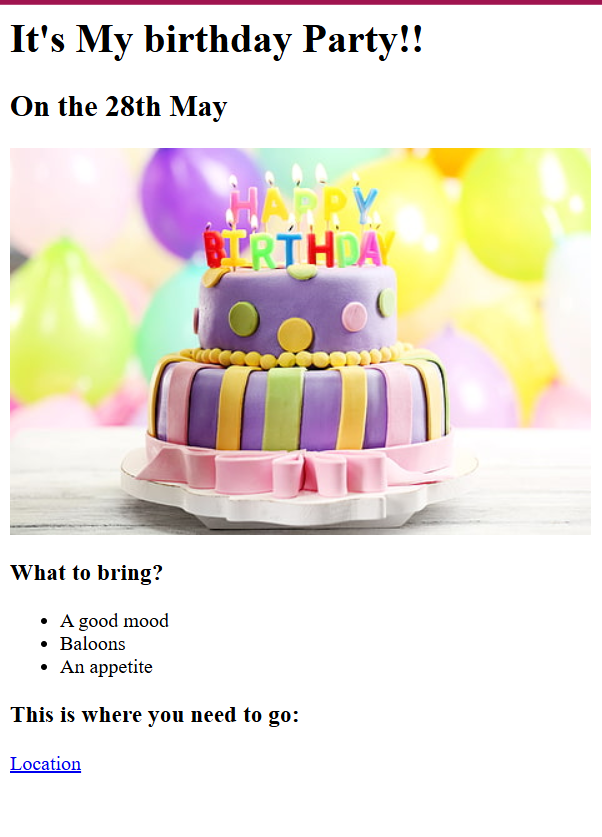 It's My birthday Party!!
On the 28th May
HAPPY
BIRTHDAY
What to bring?
A good mood
Baloons
An appetite
This is where you need to go:
Location